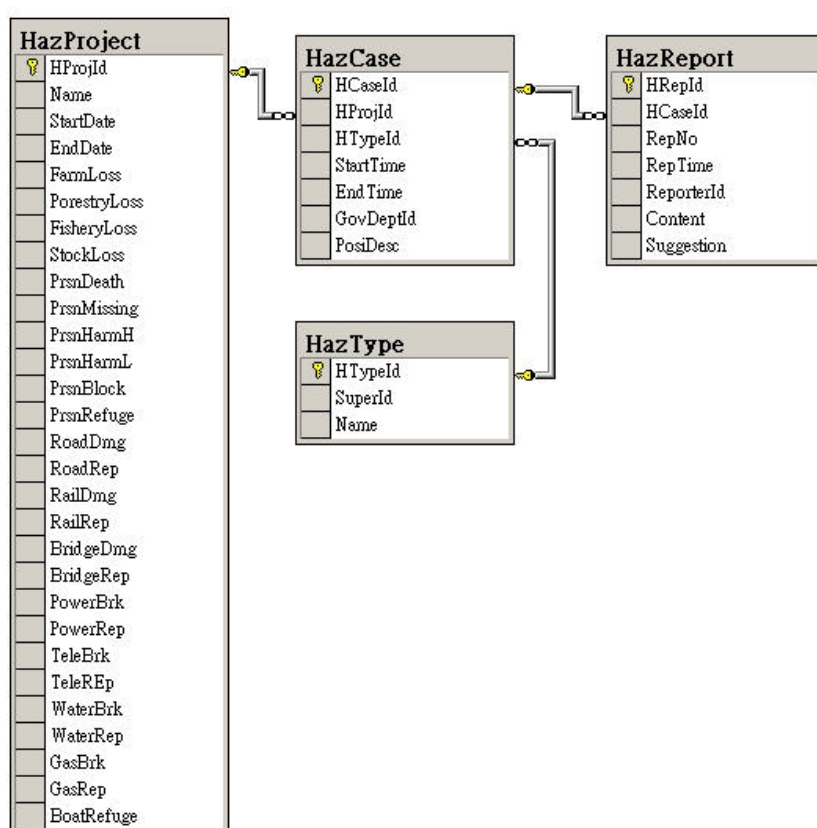 HazProject
HProjId
Name
StartDate
EndDate
FarmLoss
PorestryLoss
FisheryLoss
StockLoss
PrsnDeath
PrsnMissing
PrsnHarmH
PrsnHarmL
PrsnBlock
PrsnRefuge
RoadDmg
RoadRep
RailDmg
RailRep
BridgeDmg
BridgeRep
PowerBrk
PowerRep
TeleBrk
TeleREp
WaterBrk
WaterRep
GasBrk
GasRep
BoatRefuge
HazCase
HCaseId
HProjId
HTypeId
StartTime
EndTime
GovDeptId
PosiDesc
HazType
HTypeId
SuperId
Name
HazReport
HRepId
HCaseId
RepNo
RepTime
ReporterId
Content
Suggestion